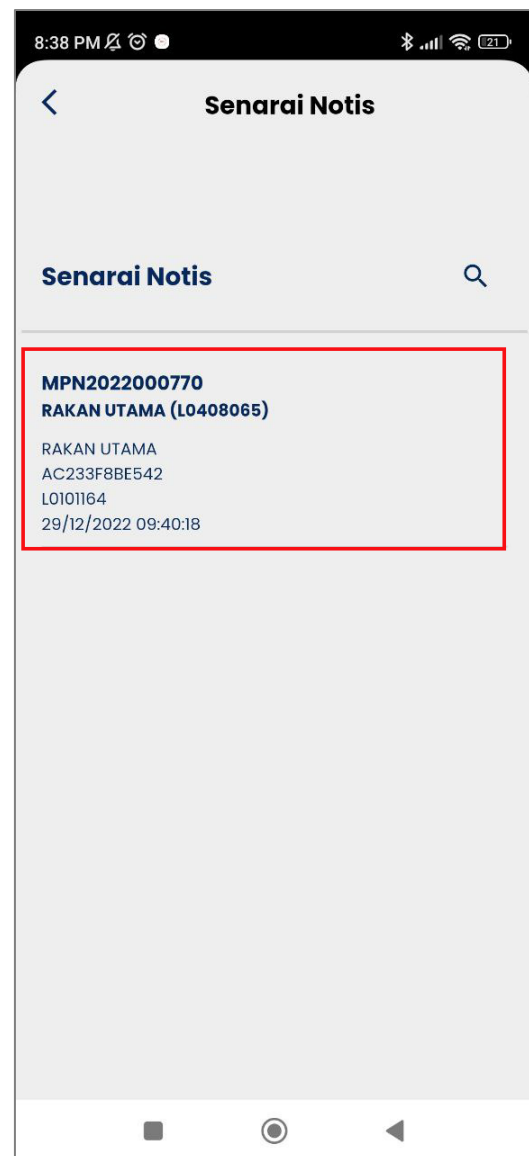 8:38 PM
21
Senarai Notis
Senarai Notis
MPN2022000770
RAKAN UTAMA (L0408065)
RAKAN UTAMA
AC233F8BE542
L0101164
29/12/2022 09:40:18